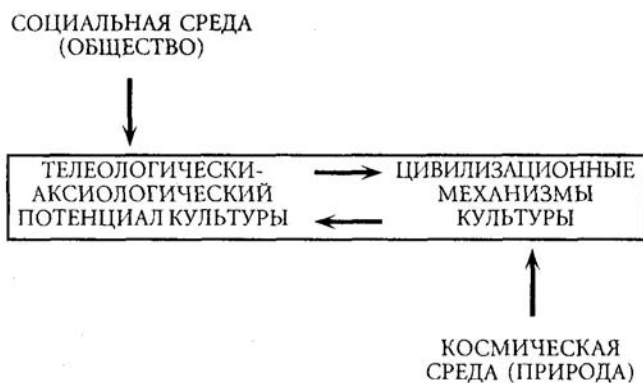 СОЦИАЛЬНАЯ СРЕДА
(ОБЩЕСТВО)
ТЕЛЕОЛОГИЧЕСКИ-
АКСИОЛОГИЧЕСКИЙ
ПОТЕНЦИАЛ КУЛЬТУРЫ
ЦИВИЛИЗАЦИОННЫЕ
МЕХАНИЗМЫ
КУЛЬТУРЫ
КОСМИЧЕСКАЯ
СРЕДА (ПРИРОДА)